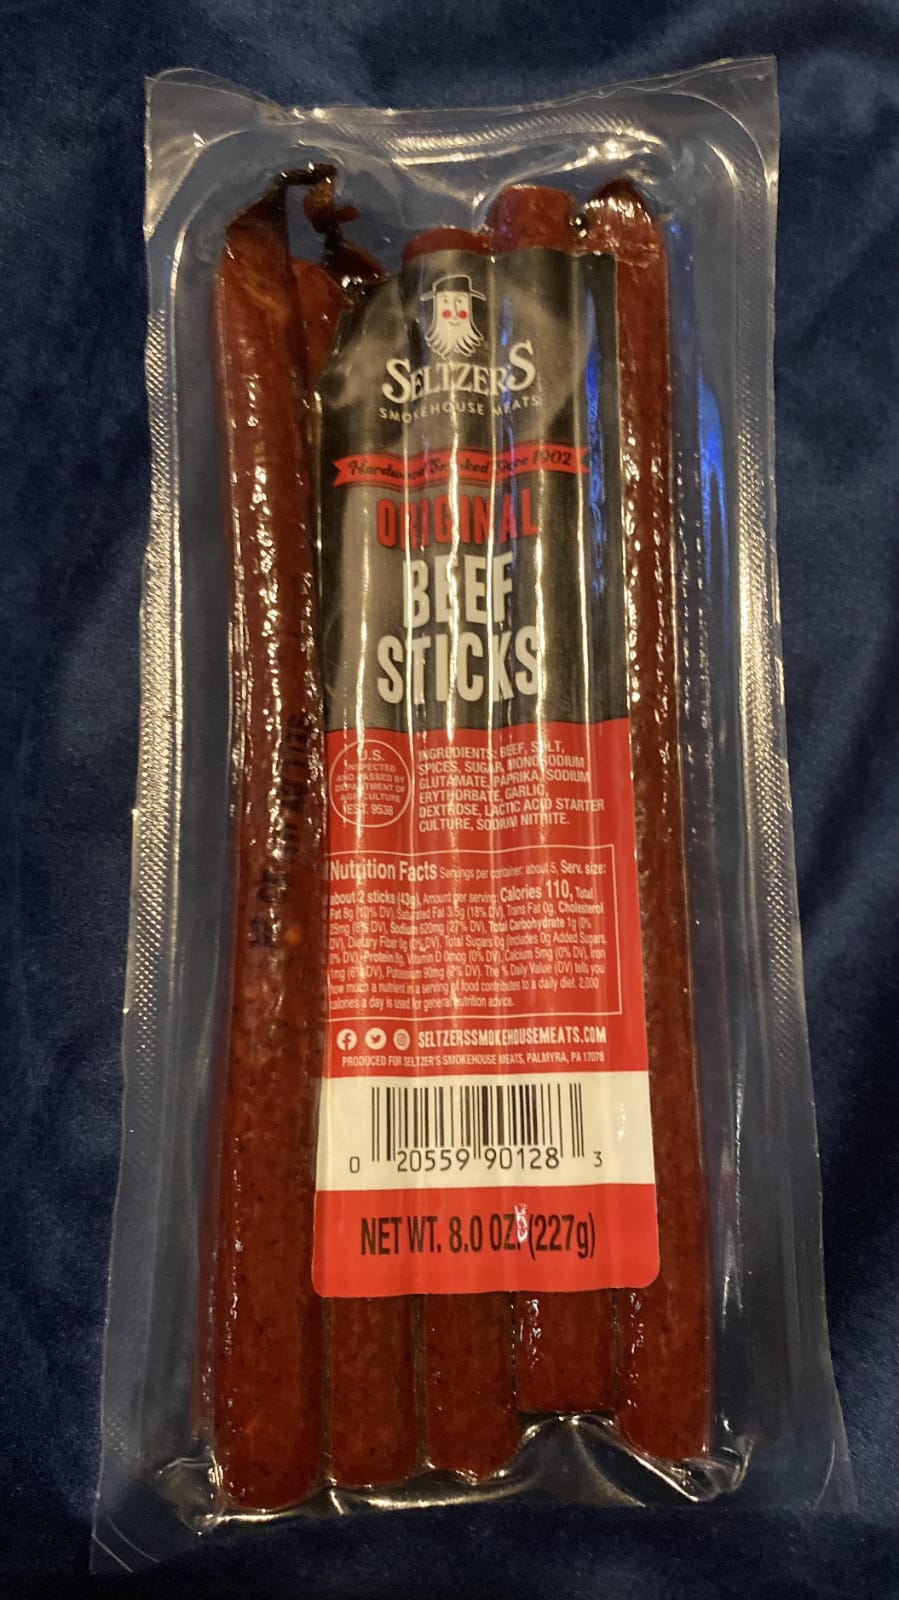 SELTZERS
SMOKEHOUSE MEATS
Hardwood Smoked Since 1902
ORIGINAL
BEEF
STICKS
U.S.
INSPECTED
AND PASSED BY
DEPARTMENT OF
AGRICULTURE
EST. 9538
INGREDIENTS: BEEF, SALT,
SPICES, SUGAR, MONOSODIUM
GLUTAMATE, PAPRIKA, SODIUM
ERYTHORBATE, GARLIC,
DEXTROSE, LACTIC ACID STARTER
CULTURE, SODIUM NITRITE.
Nutrition Facts Servings per container: about 5, Serv. size:
about 2 sticks (43g), Amount per serving: Calories 110, Total
Fat 8g (10% DV), Saturated Fat 3.5g (18% DV), Trans Fat 0g, Cholesterol
25mg (8% DV), Sodium 620mg (27% DV), Total Carbohydrate 1g (0%
DV), Dietary Fiber 0g (0% DV), Total Sugars 0g (Includes 0g Added Sugars,
0% DV), Protein 8g, Vitamin D 0mcg (0% DV), Calcium 5mg (0% DV), Iron
1mg (6% DV), Potassium 90mg (2% DV). The % Daily Value (DV) tells you
how much a nutrient in a serving of food contributes to a daily diet. 2,000
calories a day is used for general nutrition advice.
SELTZERSSMOKEHOUSEMEATS.COM
PRODUCED FOR SELTZER'S SMOKEHOUSE MEATS, PALMYRA, PA 17078
0 20559 90128 3
NET WT. 8.0 OZ. (227g)